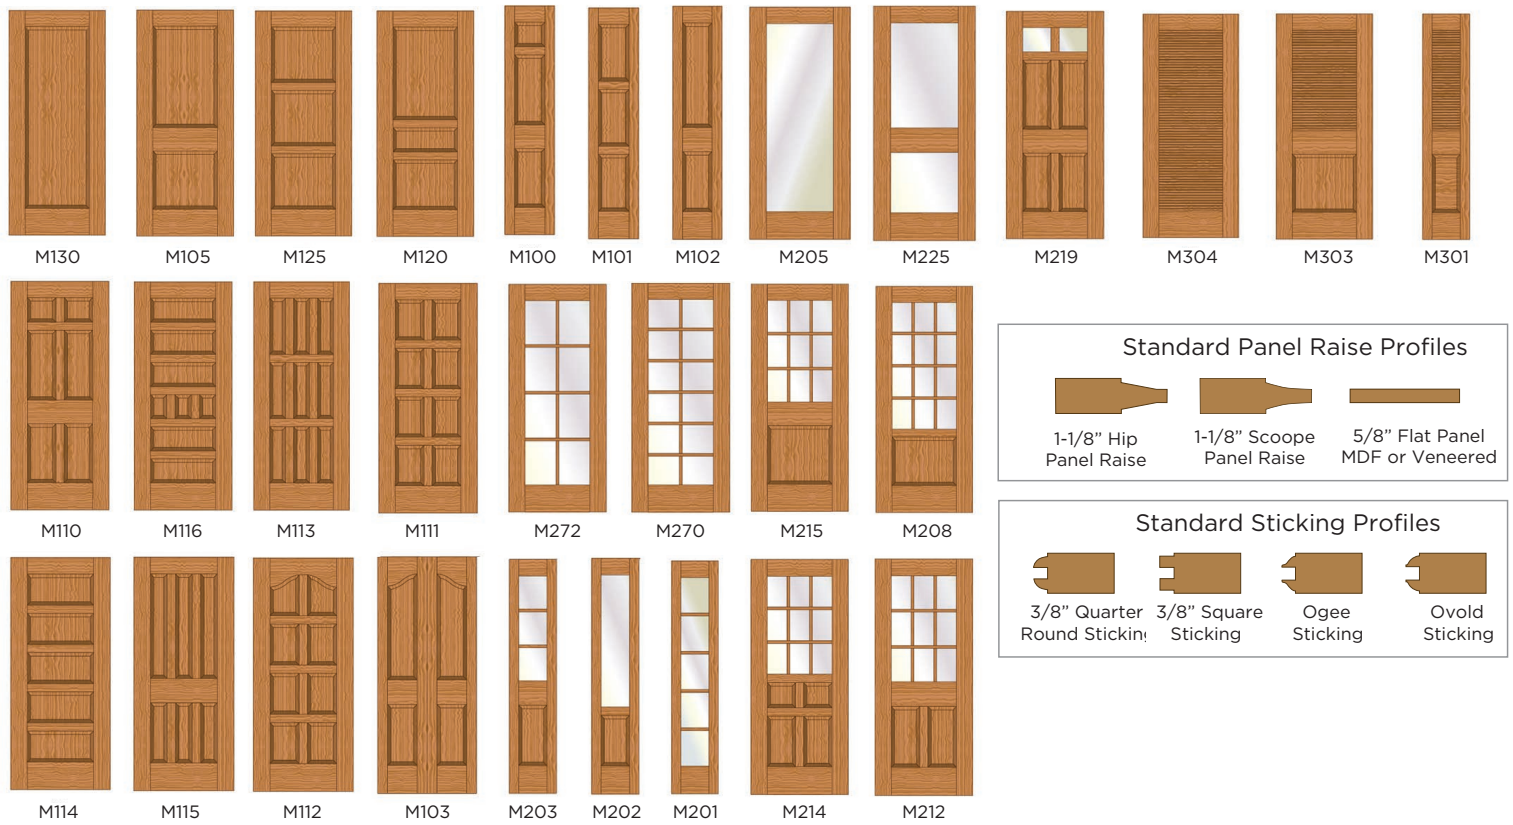 M130
M105
M125
M120
M100
M101
M102
M205
M225
M219
M304
M303
M301
M110
M116
M113
M111
M272
M270
M215
M208
Standard Panel Raise Profiles
1-1/8” Hip
Panel Raise
1-1/8” Scoope
Panel Raise
5/8” Flat Panel
MDF or Veneered
Standard Sticking Profiles
3/8” Quarter
Round Sticking
3/8” Square
Sticking
Ogee
Sticking
Ovold
Sticking
M114
M115
M112
M103
M203
M202
M201
M214
M212